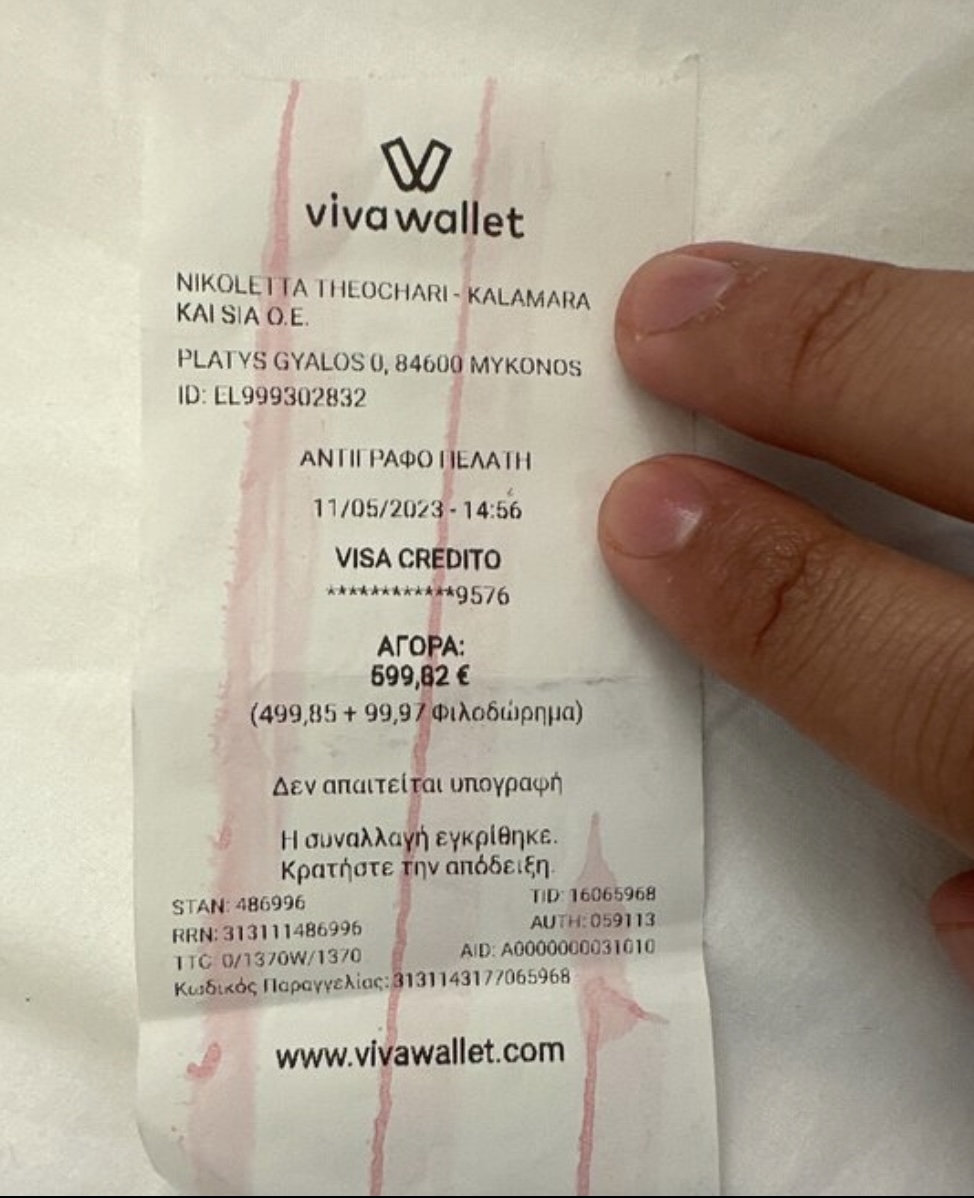 vivawallet
NIKOLETTA THEOCHARI - KALAMARA
KAI SIA O.E.
PLATYS GYALOS 0, 84600 MYKONOS
ID: EL999302832
ΑΝΤΙΓΡΑΦΟ ΠΕΛΑΤΗ
11/05/2023 - 14:56
VISA CREDITO
************9576
ΑΓΟΡΑ:
599,82 €
(499,85 + 99,97 Φιλοδώρημα)
Δεν απαιτείται υπογραφή
Η συναλλαγή εγκρίθηκε.
Κρατήστε την απόδειξη.
STAN: 486996 TID: 16065968
RRN: 313111486996 AUTH: 059113
TTC: 0/1370W/1370 AID: A0000000031010
Κωδικός Παραγγελίας: 3131143177065968
www.vivawallet.com